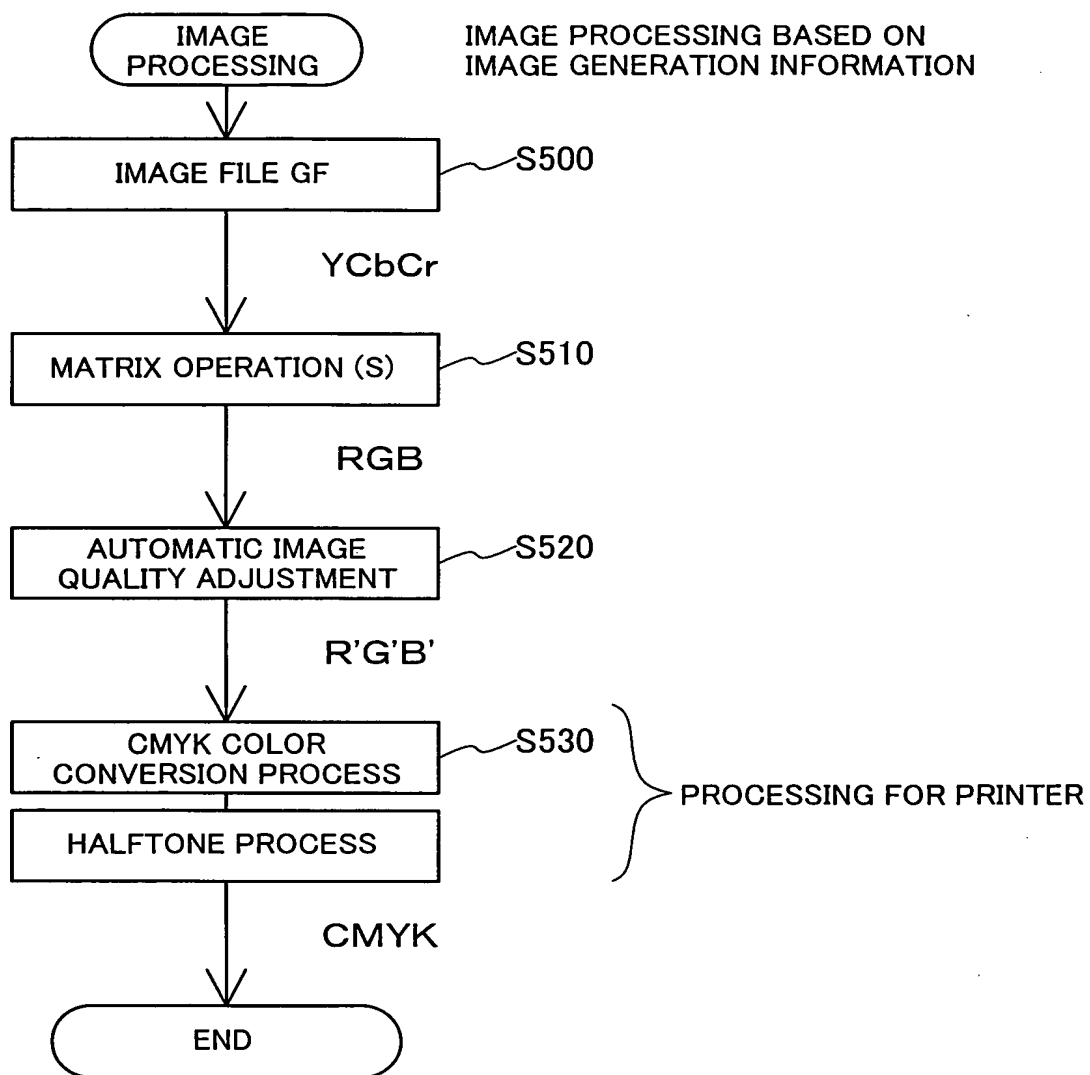 IMAGE
PROCESSING
IMAGE PROCESSING BASED ON
IMAGE GENERATION INFORMATION
IMAGE FILE GF
S500
YCbCr
MATRIX OPERATION (S)
S510
RGB
AUTOMATIC IMAGE
QUALITY ADJUSTMENT
S520
R'G'B'
CMYK COLOR
CONVERSION PROCESS
S530
HALFTONE PROCESS
PROCESSING FOR PRINTER
CMYK
END